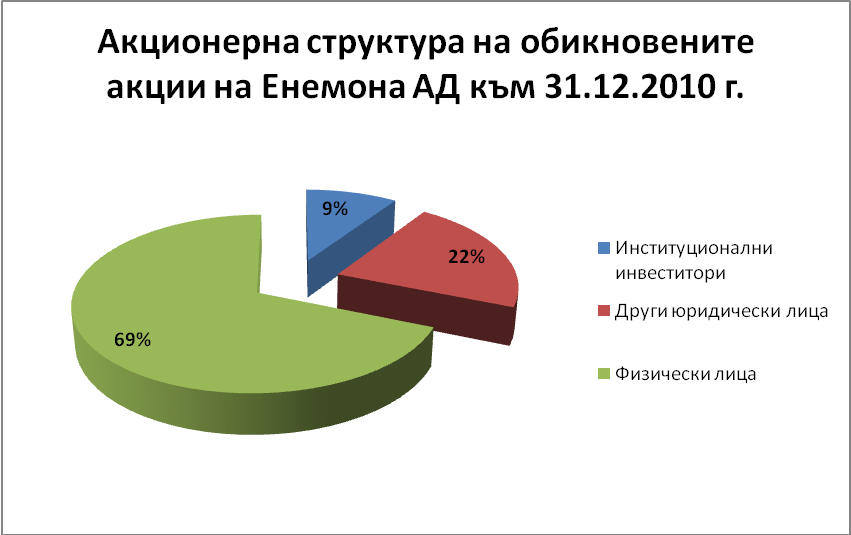 Акционерна структура на обикновените
акции на Енемона АД към 31.12.2010 г.
9%
22%
69%
Институционални
инвеститори
Други юридически лица
Физически лица